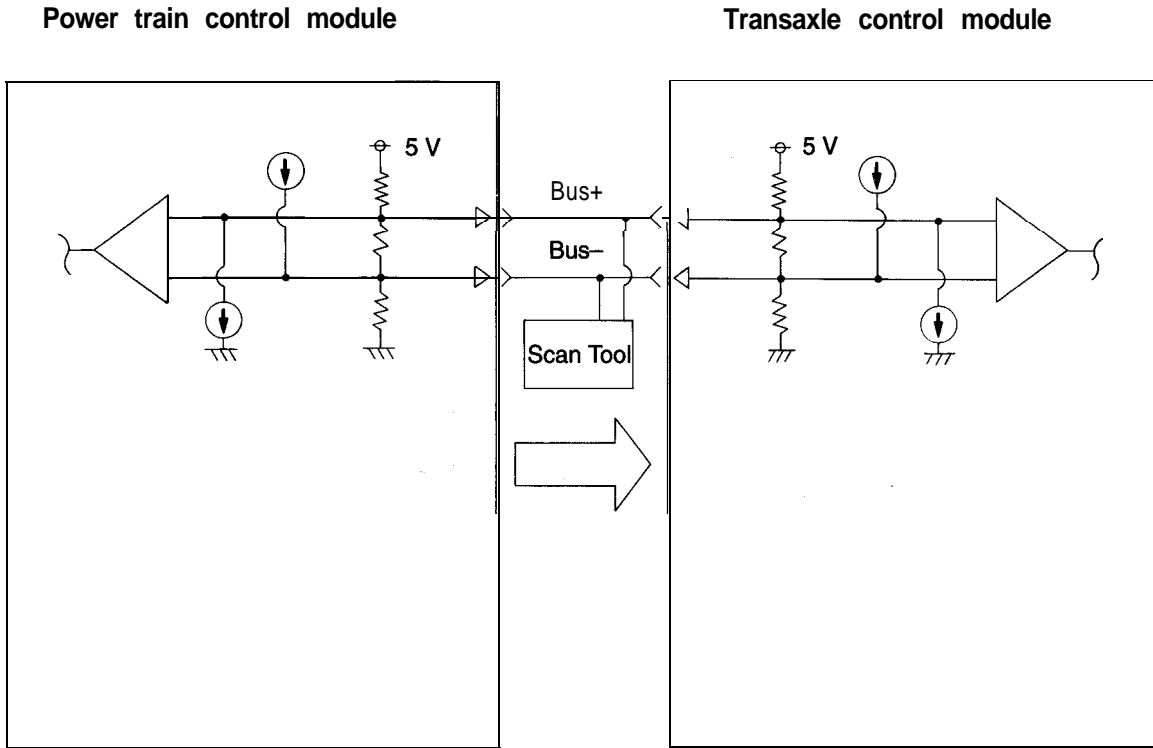 Power train control module
Transaxle control module
5 V
5 V
Bus+
Bus–
Scan Tool